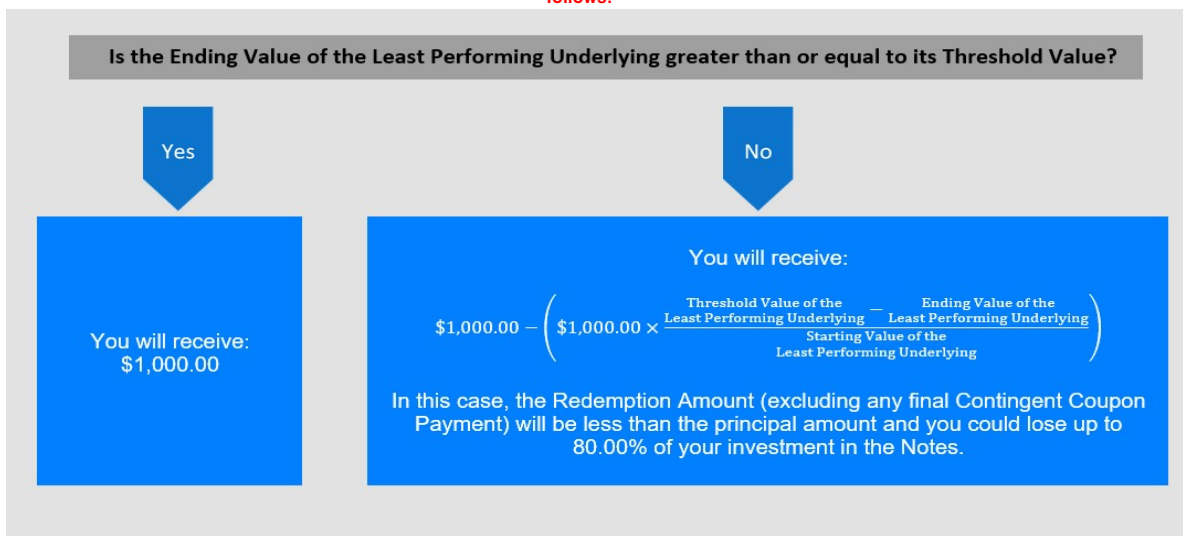 follows:
Is the Ending Value of the Least Performing Underlying greater than or equal to its Threshold Value?
Yes
No
You will receive:
$1,000.00
You will receive:
$1,000.00 − ( $1,000.00 × Threshold Value of the Least Performing Underlying − Ending Value of the Least Performing Underlying / Starting Value of the Least Performing Underlying )
In this case, the Redemption Amount (excluding any final Contingent Coupon
Payment) will be less than the principal amount and you could lose up to
80.00% of your investment in the Notes.